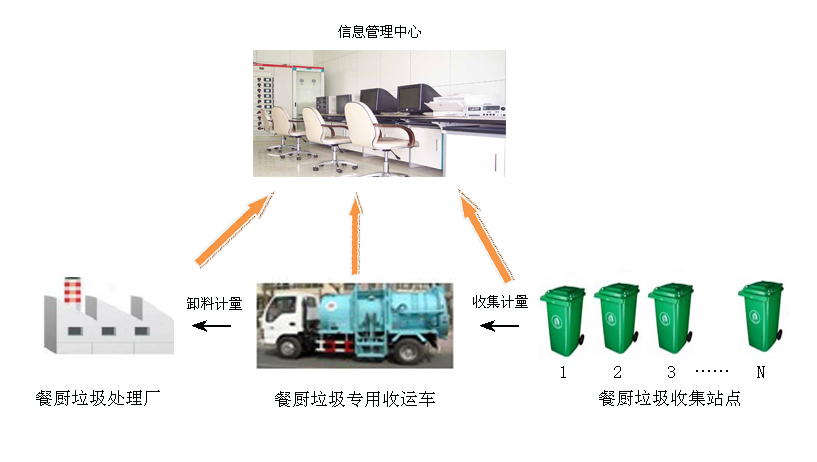 信息管理中心
卸料计量
收集计量
1 2 3 …… N
餐厨垃圾处理厂
餐厨垃圾专用收运车
餐厨垃圾收集站点